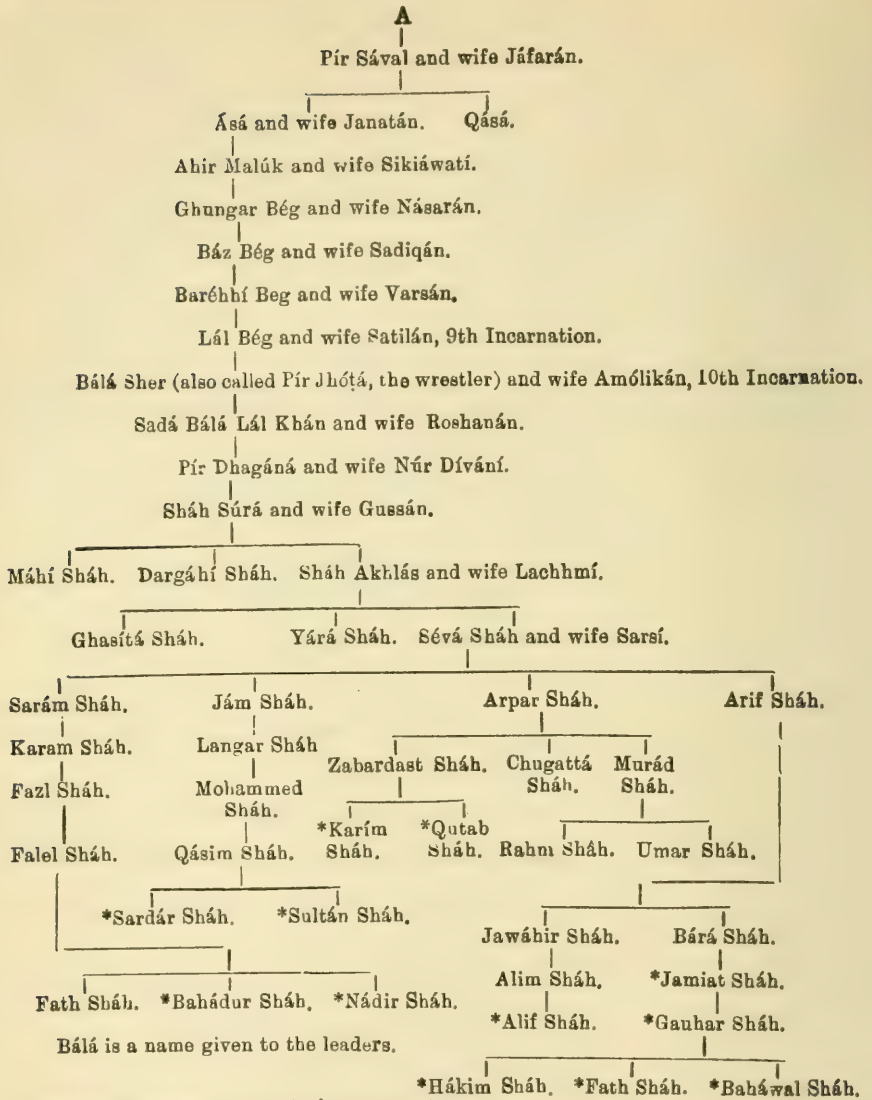 A
Pír Sával and wife Jáfarán.
Ásá and wife Janatán. Qásá.
Ahir Malúk and wife Sikiáwatí.
Ghungar Bég and wife Násarán.
Báz Bég and wife Sadiqán.
Baréhhí Beg and wife Varsán.
Lál Bég and wife Satilán, 9th Incarnation.
Bálá Sher (also called Pír Jhótá, the wrestler) and wife Amólikán, 10th Incarnation.
Sadá Bálá Lál Khán and wife Roshanán.
Pír Dhagáná and wife Núr Dívání.
Sháh Súrá and wife Gussán.
Máhí Sháh. Dargáhí Sháh. Sháh Akhlás and wife Lachhmí.
Ghasítá Sháh. Yárá Sháh. Sévá Sháh and wife Sarsí.
Sarám Sháh. Jám Sháh. Arpar Sháh. Arif Sháh.
Karam Sháh. Langar Sháh
Zabardast Sháh. Chugattá Murád
Fazl Sháh. Mohammed Sháh. Sháh.
Sháh.
*Karím *Qutab
Falel Sháh. Qásim Sháh. Sháh. Sháh. Rahm Sháh. Umar Sháh.
*Sardár Sháh. *Sultán Sháh.
Jawáhir Sháh. Bárá Sháh.
Alim Sháh. *Jamiat Sháh.
Fath Sháh. *Bahádur Sháh. *Nádir Sháh.
*Alif Sháh. *Gauhar Sháh.
Bálá is a name given to the leaders.
*Hákim Sháh. *Fath Sháh. *Baháwal Sháh.